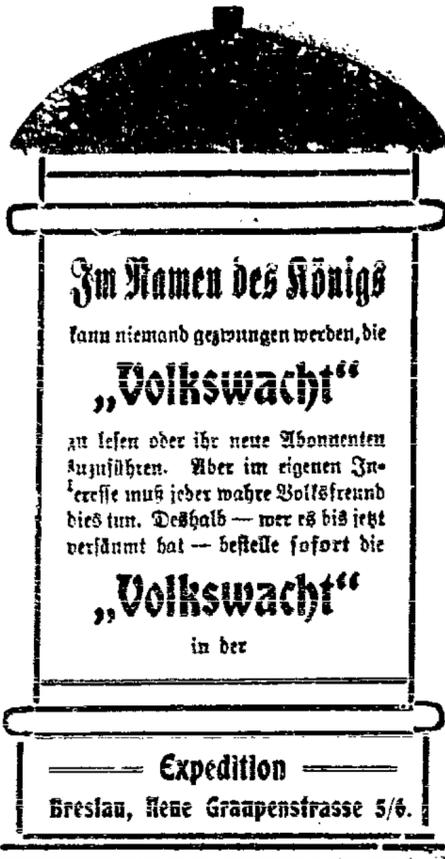 Im Namen des Königs
kann niemand gezwungen werden, die
„Volkswacht“
zu lesen oder ihr neue Abonnenten
zuzuführen. Aber im eigenen In-
teresse muß jeder wahre Volksfreund
dies tun. Deshalb — wer es bis jetzt
versäumt hat — bestelle sofort die
„Volkswacht“
in der
Expedition
Breslau, Neue Graupenstrasse 5/6.